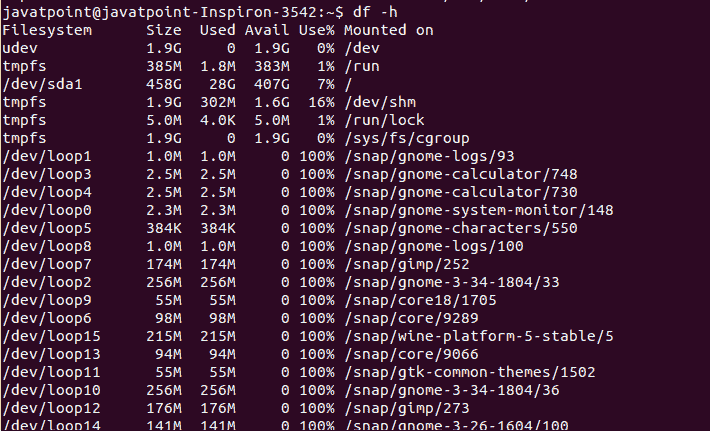 javatpoint@javatpoint-Inspiron-3542:~$ df -h
Filesystem      Size  Used Avail Use% Mounted on
udev            1.9G     0  1.9G   0% /dev
tmpfs           385M  1.8M  383M   1% /run
/dev/sda1       458G   28G  407G   7% /
tmpfs           1.9G  302M  1.6G  16% /dev/shm
tmpfs           5.0M  4.0K  5.0M   1% /run/lock
tmpfs           1.9G     0  1.9G   0% /sys/fs/cgroup
/dev/loop1      1.0M  1.0M     0 100% /snap/gnome-logs/93
/dev/loop3      2.5M  2.5M     0 100% /snap/gnome-calculator/748
/dev/loop4      2.5M  2.5M     0 100% /snap/gnome-calculator/730
/dev/loop0      2.3M  2.3M     0 100% /snap/gnome-system-monitor/148
/dev/loop5      384K  384K     0 100% /snap/gnome-characters/550
/dev/loop8      1.0M  1.0M     0 100% /snap/gnome-logs/100
/dev/loop7      174M  174M     0 100% /snap/gimp/252
/dev/loop2      256M  256M     0 100% /snap/gnome-3-34-1804/33
/dev/loop9       55M   55M     0 100% /snap/core18/1705
/dev/loop6       98M   98M     0 100% /snap/core/9289
/dev/loop15     215M  215M     0 100% /snap/wine-platform-5-stable/5
/dev/loop13      94M   94M     0 100% /snap/core/9066
/dev/loop11      55M   55M     0 100% /snap/gtk-common-themes/1502
/dev/loop10     256M  256M     0 100% /snap/gnome-3-34-1804/36
/dev/loop12     176M  176M     0 100% /snap/gimp/273
/dev/loop14     141M  141M     0 100% /snap/gnome-3-26-1604/100